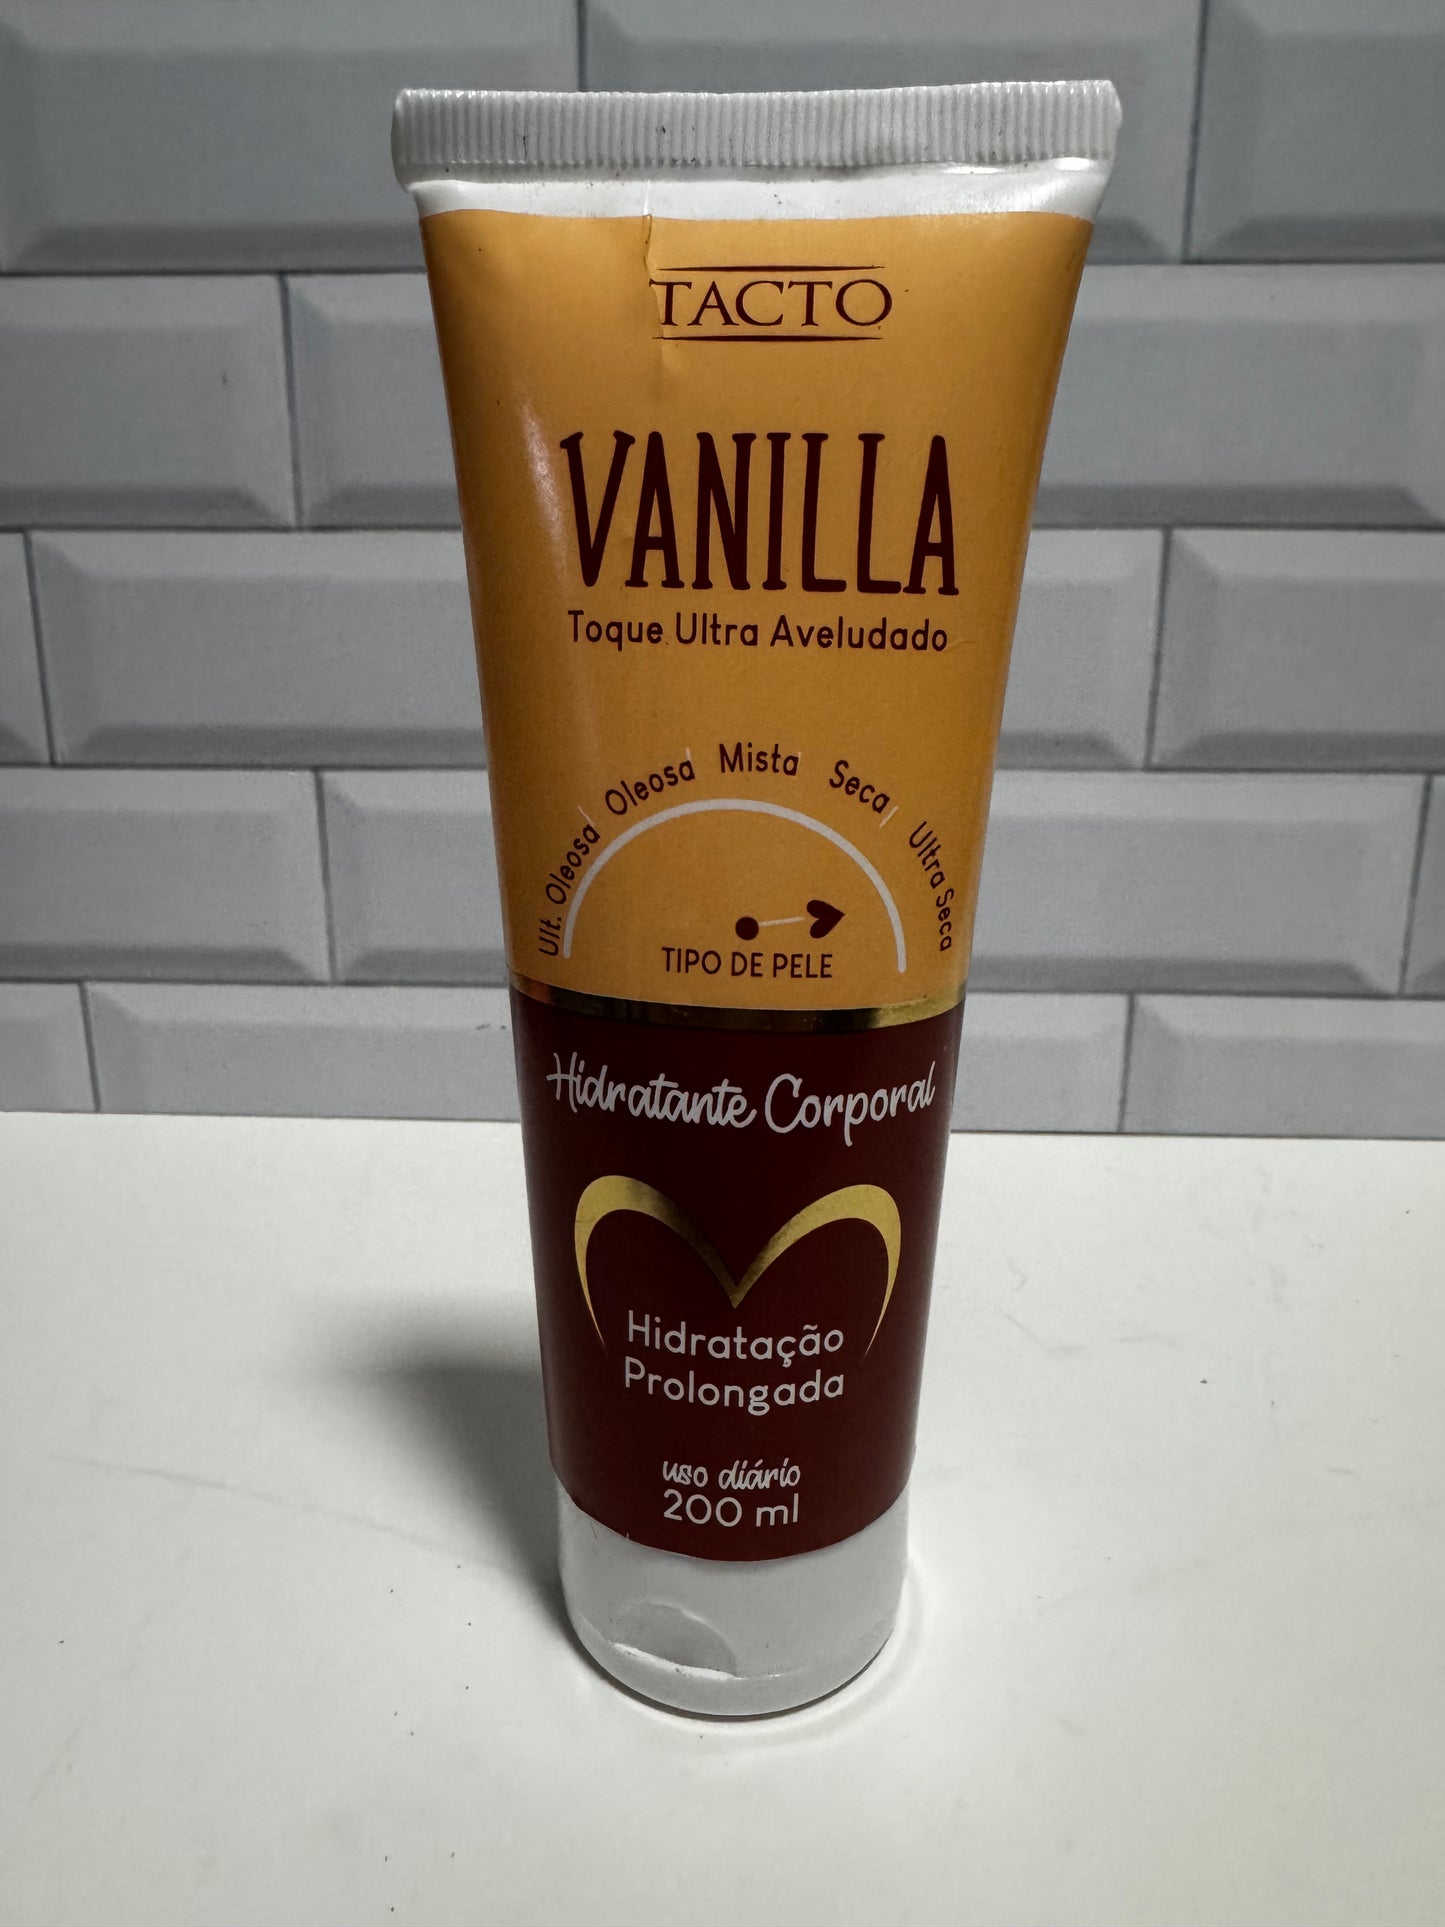 TACTO
VANILLA
Toque Ultra Aveludado
Ult. Oleosa
Oleosa
Mista
Seca
Ultra Seca
TIPO DE PELE
Hidratante Corporal
Hidratação
Prolongada
uso diário
200 ml